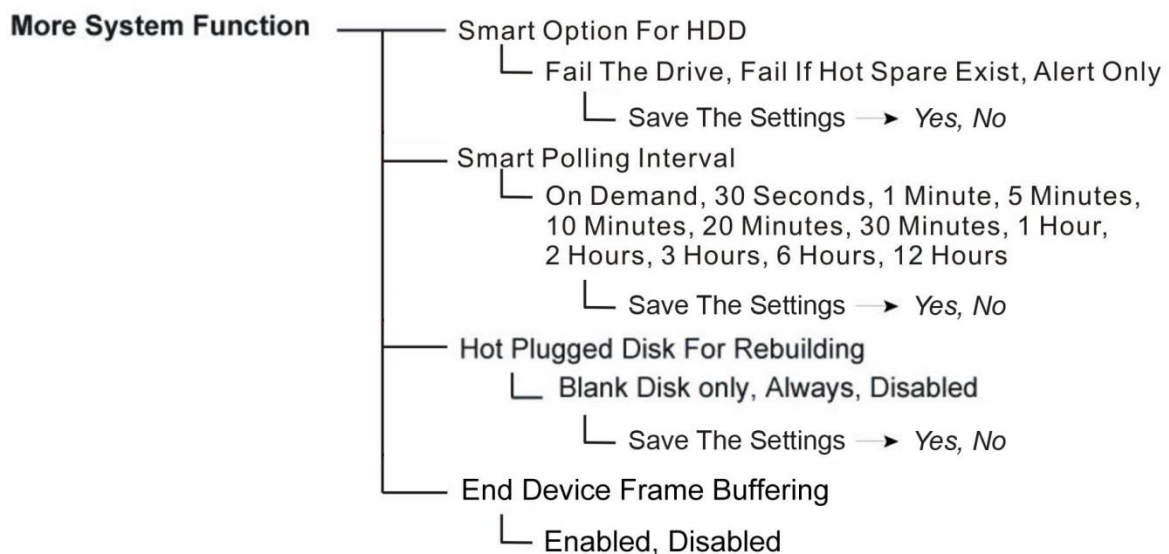 More System Function
Smart Option For HDD
Fail The Drive, Fail If Hot Spare Exist, Alert Only
Save The Settings → Yes, No
Smart Polling Interval
On Demand, 30 Seconds, 1 Minute, 5 Minutes,
10 Minutes, 20 Minutes, 30 Minutes, 1 Hour,
2 Hours, 3 Hours, 6 Hours, 12 Hours
Save The Settings → Yes, No
Hot Plugged Disk For Rebuilding
Blank Disk only, Always, Disabled
Save The Settings → Yes, No
End Device Frame Buffering
Enabled, Disabled